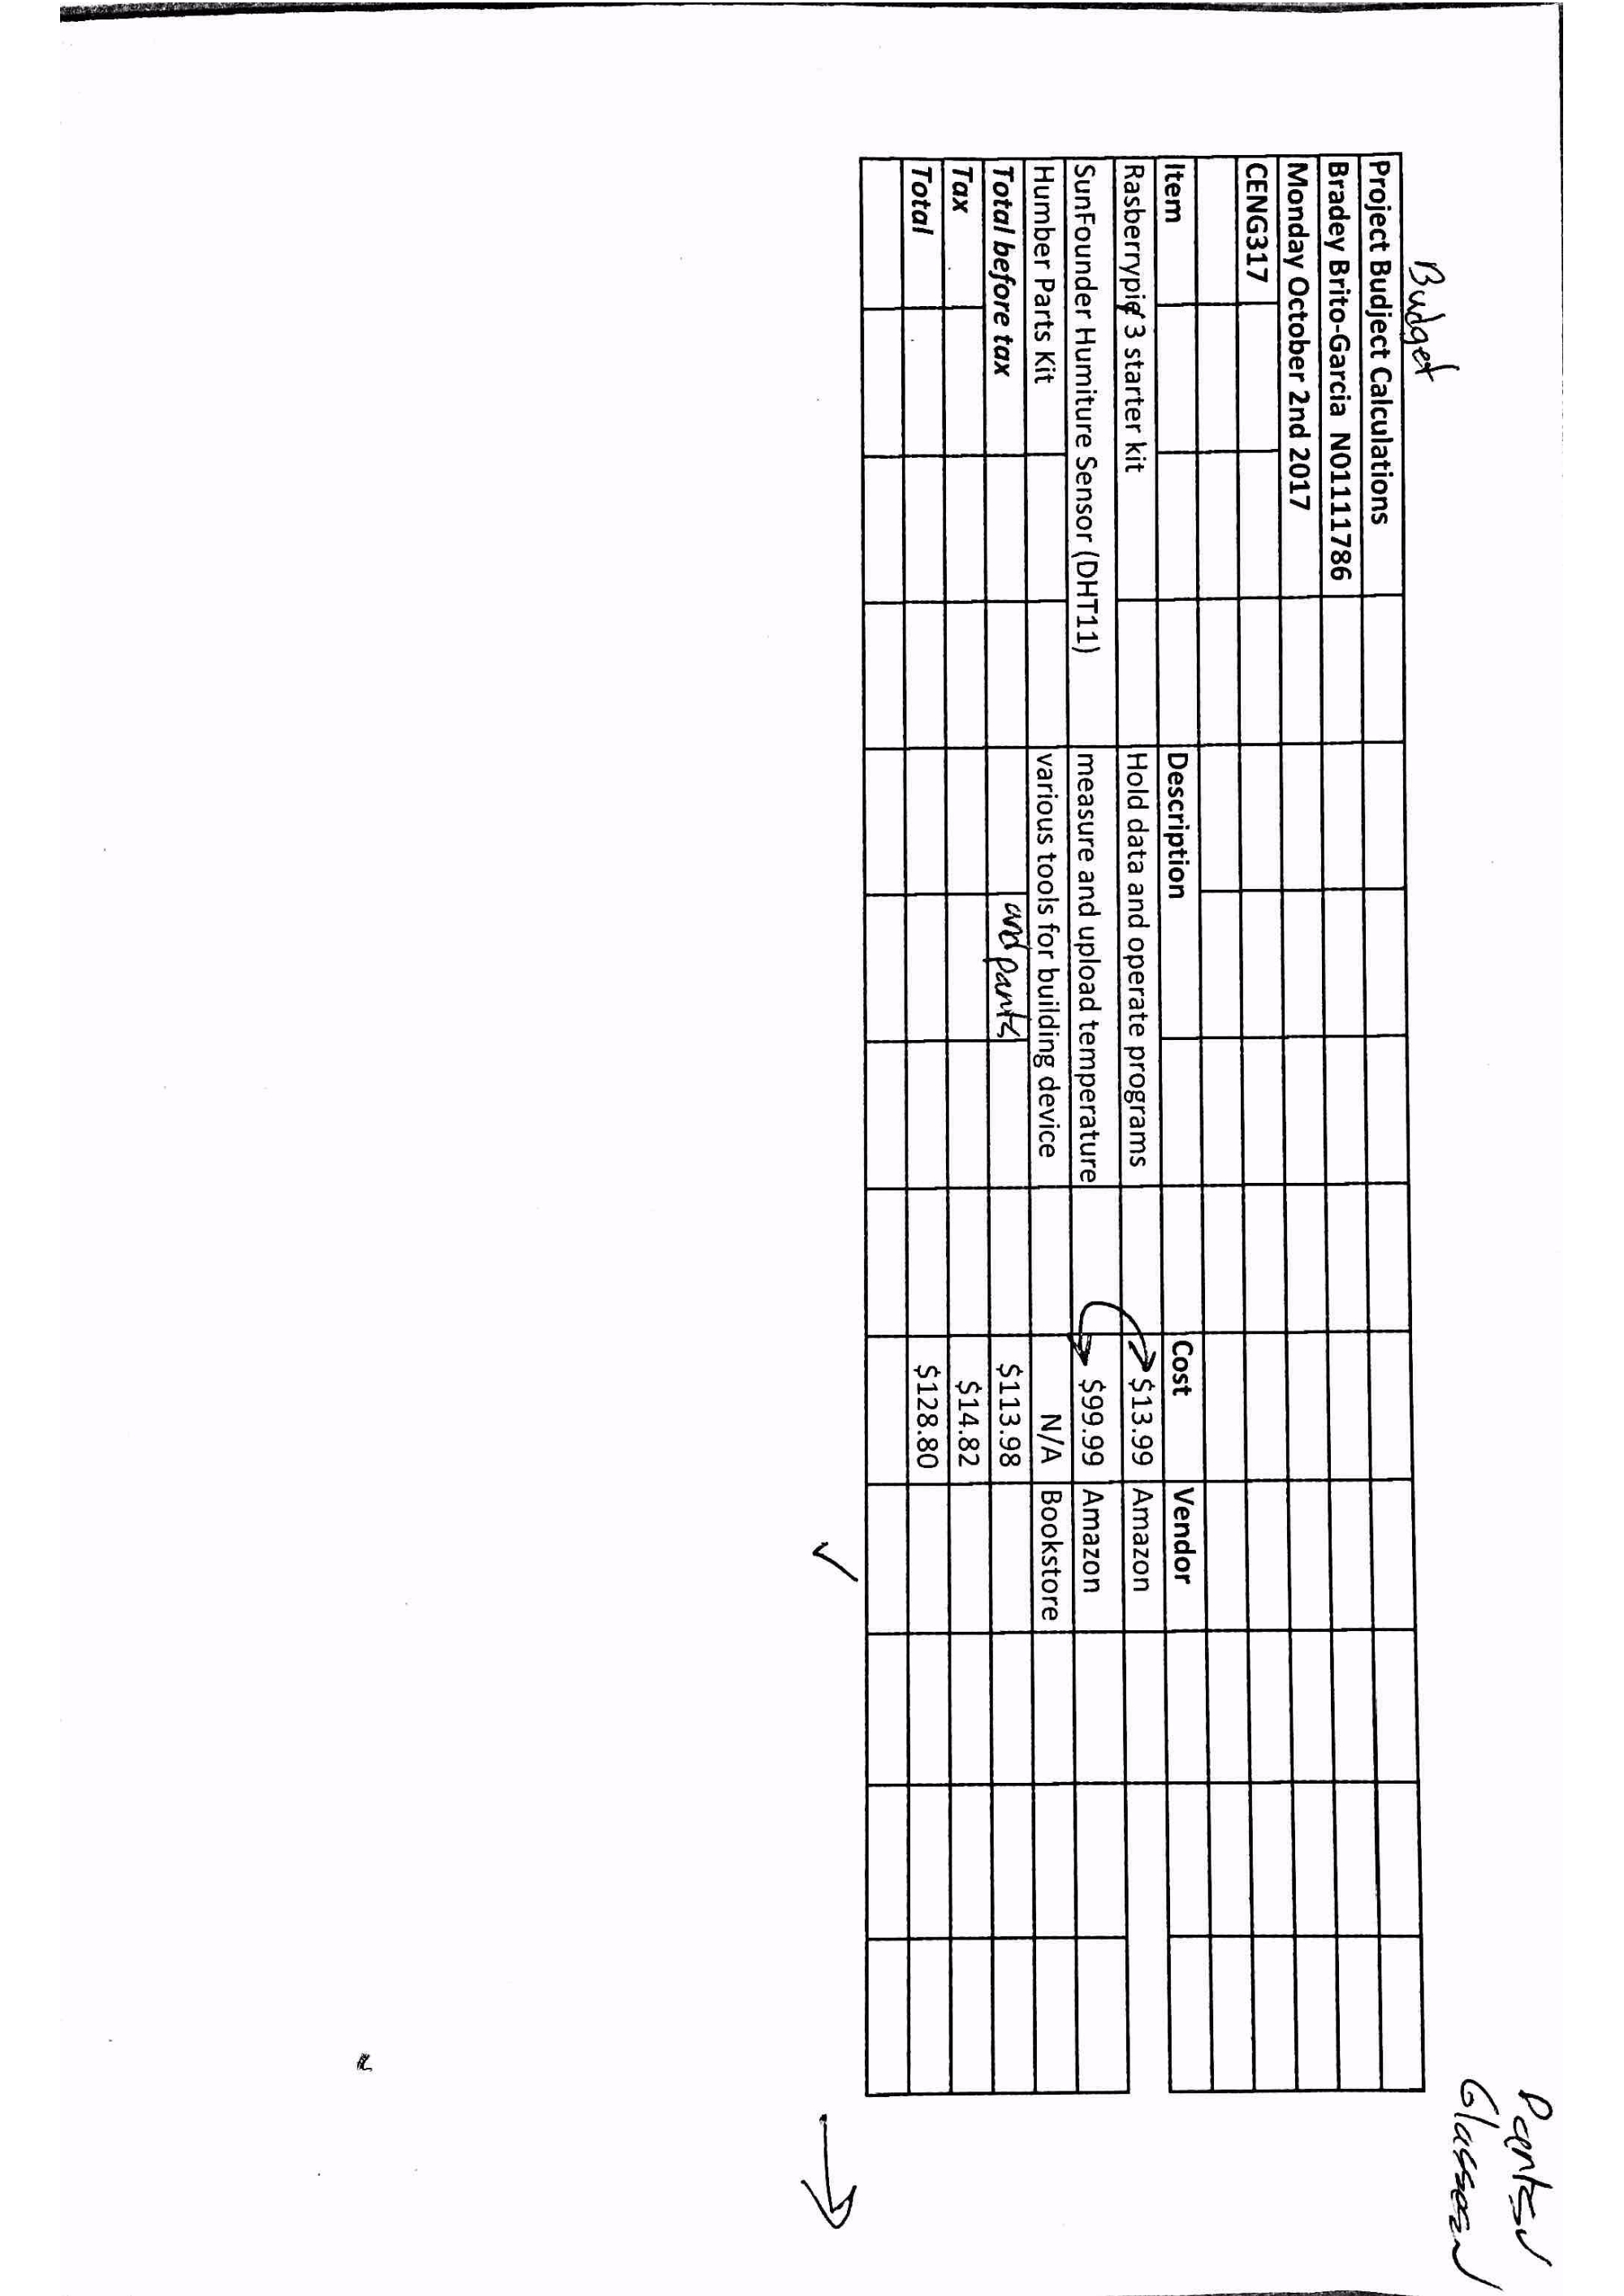 Budget
Project Budject Calculations
Bradey Brito-Garcia N01111786
Monday October 2nd 2017
CENG317
Item Description Cost Vendor
Rasberrypie 3 starter kit Hold data and operate programs $13.99 Amazon
SunFounder Humiture Sensor (DHT11) measure and upload temperature $99.99 Amazon
Humber Parts Kit various tools for building device N/A Bookstore
and parts
Total before tax $113.98
Tax $14.82
Total $128.80